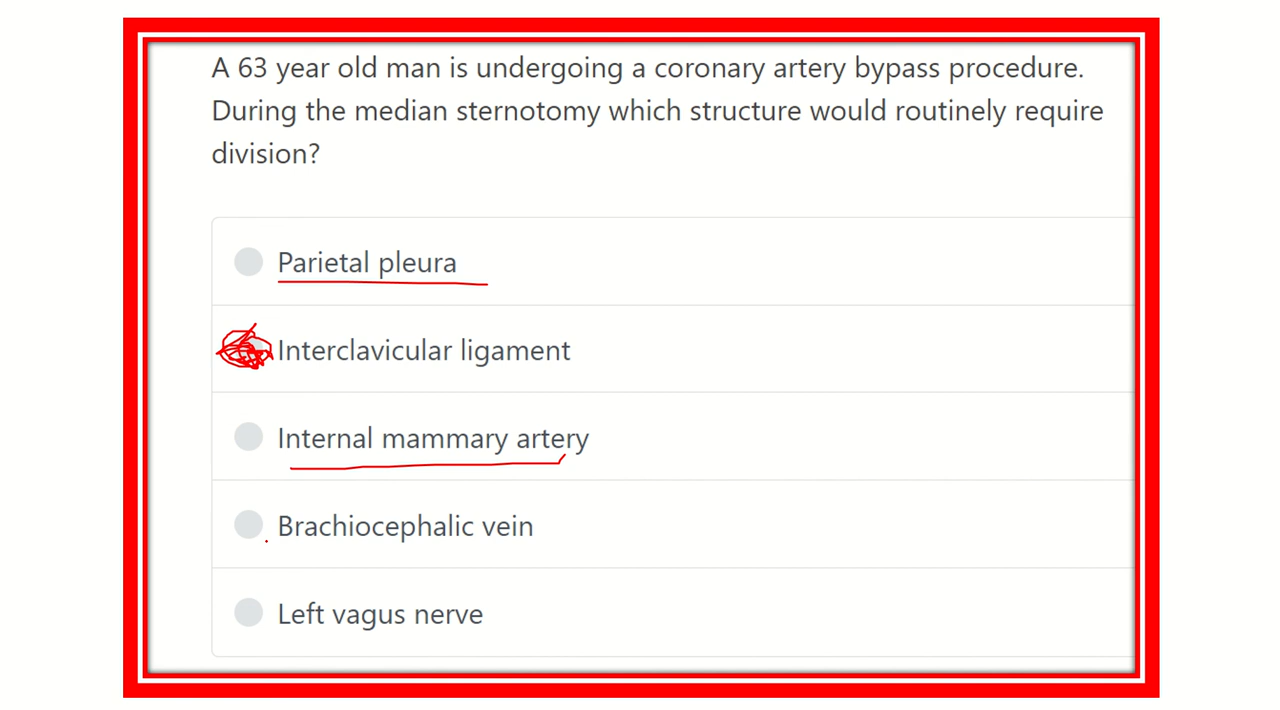 A 63 year old man is undergoing a coronary artery bypass procedure.
During the median sternotomy which structure would routinely require
division?
Parietal pleura
Interclavicular ligament
Internal mammary artery
Brachiocephalic vein
Left vagus nerve